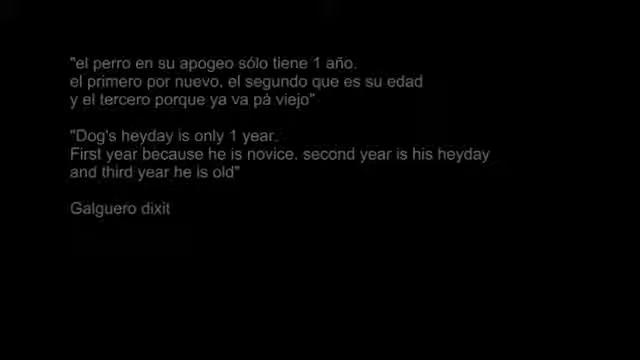 "el perro en su apogeo sólo tiene 1 año.
el primero por nuevo, el segundo que es su edad
y el tercero porque ya va pá viejo"
"Dog's heyday is only 1 year.
First year because he is novice, second year is his heyday
and third year he is old"
Galguero dixit